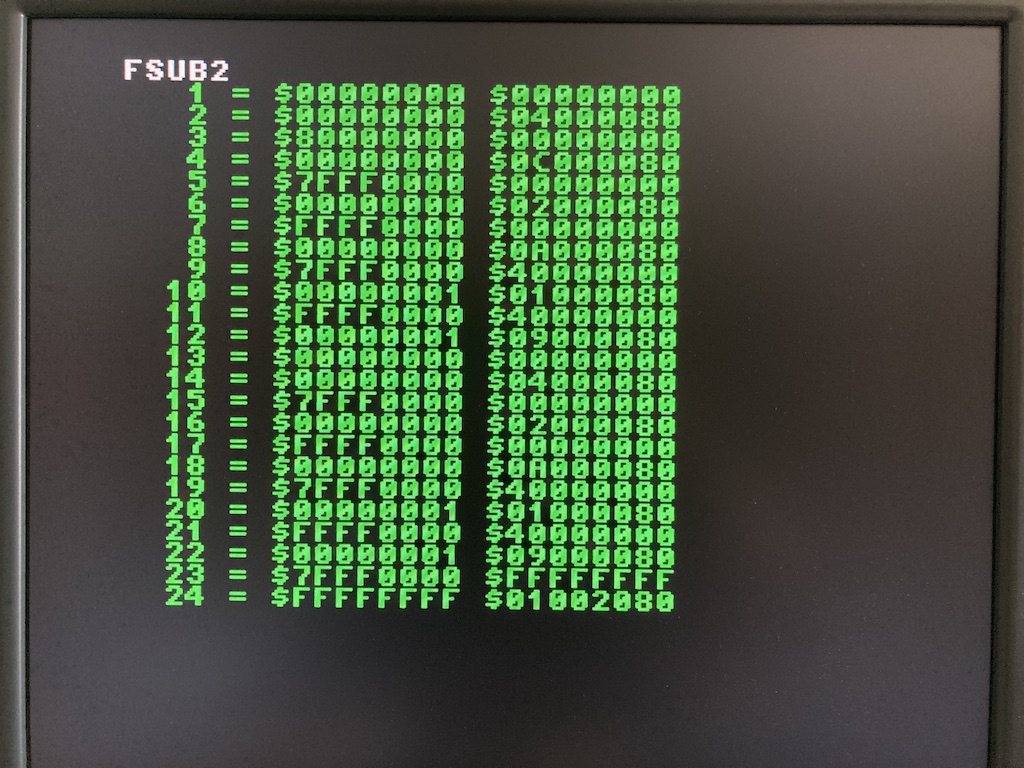 FSUB2
1 = $00000000 $00000000
2 = $00000000 $04000080
3 = $80000000 $00000000
4 = $00000000 $0C000080
5 = $7FFF0000 $00000000
6 = $00000000 $02000080
7 = $FFFF0000 $00000000
8 = $00000000 $0A000080
9 = $7FFF0000 $40000000
10 = $00000001 $01000080
11 = $FFFF0000 $40000000
12 = $00000001 $09000080
13 = $00000000 $00000000
14 = $00000000 $04000080
15 = $7FFF0000 $00000000
16 = $00000000 $02000080
17 = $FFFF0000 $00000000
18 = $00000000 $0A000080
19 = $7FFF0000 $40000000
20 = $00000001 $01000080
21 = $FFFF0000 $40000000
22 = $00000001 $09000080
23 = $7FFF0000 $FFFFFFFF
24 = $FFFFFFFF $01002080